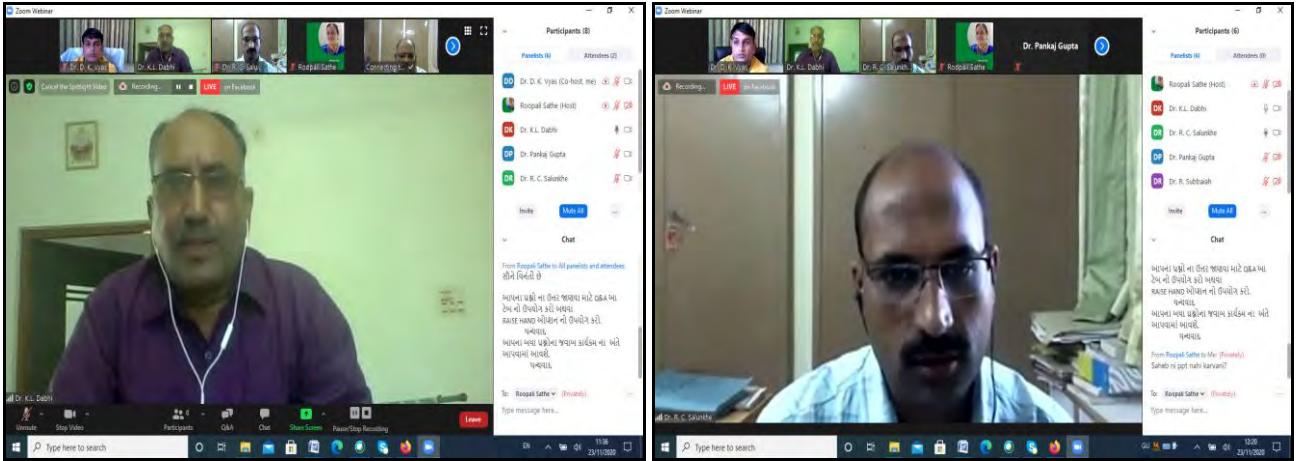 Zoom Webinar
Dr. D. K. Vyas
Dr. K.L. Dabhi
Dr. R. C. Salu
Roopali Sathe
Connecting t
Cancel the Spotlight Video
Recording...
LIVE on Facebook
Dr. K.L. Dabhi
Unmute
Stop Video
Participants
Q&A
Chat
Share Screen
Pause/Stop Recording
Leave
Participants (8)
Panelists (6)
Attendees (2)
DD Dr. D. K. Vyas (Co-host, me)
Roopali Sathe (Host)
DK Dr. K.L. Dabhi
DP Dr. Pankaj Gupta
DR Dr. R. C. Salunkhe
Invite
Mute All
...
Chat
From Roopali Sathe to All panelists and attendees:
સૌને વિનંતી છે
આપના પ્રશ્નો ના ઉત્તર જાણવા માટે Q&A આ
ટેબ નો ઉપયોગ કરો અથવા
RAISE HAND ઓપ્શન નો ઉપયોગ કરો.
ધન્યવાદ
આપના બધા પ્રશ્નોના જવાબ કાર્યક્રમ ના અંતે
આપવામાં આવશે.
ધન્યવાદ
To: Roopali Sathe (Privately)
Type message here...
Type here to search
EN
11:36
23/11/2020
Zoom Webinar
Dr. D. K. Vyas
Dr. K.L. Dabhi
Dr. R. C. Salunkh.
Roopali Sathe
Dr. Pankaj Gupta
Recording...
LIVE on Facebook
Dr. R. C. Salunkhe
Participants (6)
Panelists (6)
Attendees (0)
Roopali Sathe (Host)
DK Dr. K.L. Dabhi
DR Dr. R. C. Salunkhe
DP Dr. Pankaj Gupta
DR Dr. R. Subbaiah
Invite
Mute All
...
Chat
આપના પ્રશ્નો ના ઉત્તર જાણવા માટે Q&A આ
ટેબ નો ઉપયોગ કરો અથવા
RAISE HAND ઓપ્શન નો ઉપયોગ કરો.
ધન્યવાદ
આપના બધા પ્રશ્નોના જવાબ કાર્યક્રમ ના અંતે
આપવામાં આવશે.
ધન્યવાદ
From Roopali Sathe to Me: (Privately)
Saheb ni ppt nahi karvani?
To: Roopali Sathe (Privately)
Type message here...
Type here to search
12:20
23/11/2020